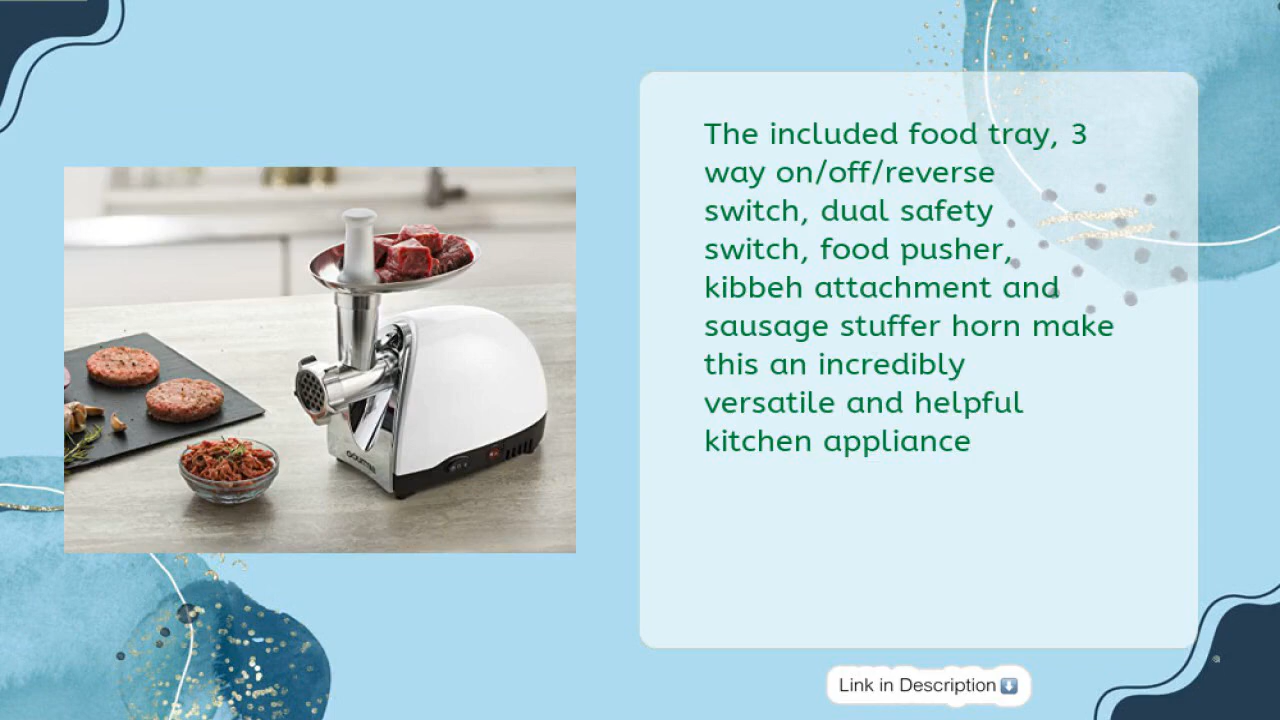 The included food tray, 3
way on/off/reverse
switch, dual safety
switch, food pusher,
kibbeh attachment and
sausage stuffer horn make
this an incredibly
versatile and helpful
kitchen appliance
GOURMIA
Link in Description